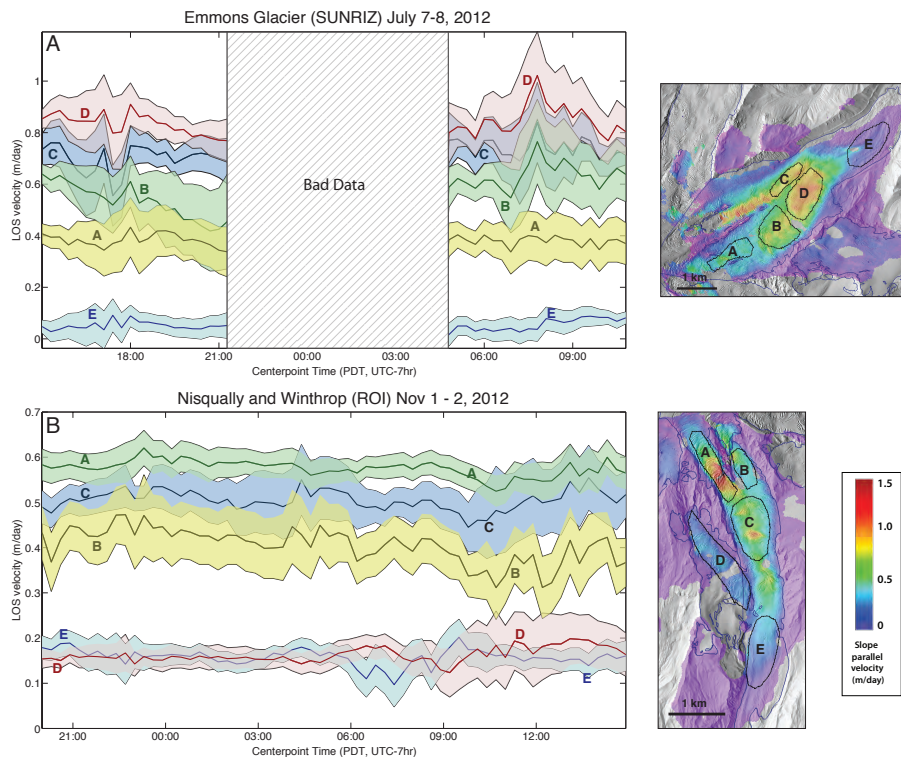 Emmons Glacier (SUNRIZ) July 7-8, 2012
A
LOS velocity (m/day)
1
0.8
0.6
0.4
0.2
0
D
C
B
A
E
Bad Data
D
C
B
A
E
18:00 21:00 00:00 03:00 06:00 09:00
Centerpoint Time (PDT, UTC-7hr)
E
C
D
B
A
1 km
Nisqually and Winthrop (ROI) Nov 1 - 2, 2012
B
LOS velocity (m/day)
0.7
0.6
0.5
0.4
0.3
0.2
0.1
0
A
C
B
E
D
A
C
B
D
E
21:00 00:00 03:00 06:00 09:00 12:00
Centerpoint Time (PDT, UTC-7hr)
A
B
C
D
E
1 km
1.5
1.0
0.5
0
Slope
parallel
velocity
(m/day)